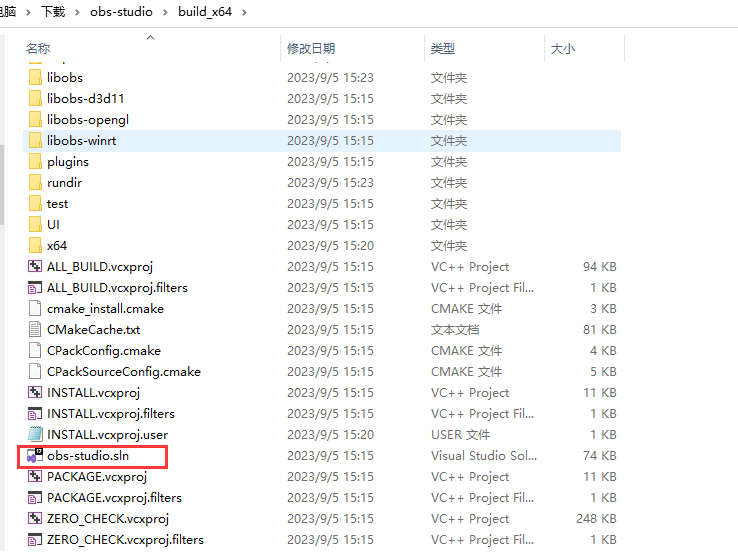 电脑 > 下载 > obs-studio > build_x64 >
名称 修改日期 类型 大小
libobs 2023/9/5 15:23 文件夹
libobs-d3d11 2023/9/5 15:15 文件夹
libobs-opengl 2023/9/5 15:15 文件夹
libobs-winrt 2023/9/5 15:15 文件夹
plugins 2023/9/5 15:15 文件夹
rundir 2023/9/5 15:23 文件夹
test 2023/9/5 15:15 文件夹
UI 2023/9/5 15:15 文件夹
x64 2023/9/5 15:20 文件夹
ALL_BUILD.vcxproj 2023/9/5 15:15 VC++ Project 94 KB
ALL_BUILD.vcxproj.filters 2023/9/5 15:15 VC++ Project Fil... 1 KB
cmake_install.cmake 2023/9/5 15:15 CMAKE 文件 3 KB
CMakeCache.txt 2023/9/5 15:15 文本文档 81 KB
CPackConfig.cmake 2023/9/5 15:15 CMAKE 文件 4 KB
CPackSourceConfig.cmake 2023/9/5 15:15 CMAKE 文件 5 KB
INSTALL.vcxproj 2023/9/5 15:15 VC++ Project 11 KB
INSTALL.vcxproj.filters 2023/9/5 15:15 VC++ Project Fil... 1 KB
INSTALL.vcxproj.user 2023/9/5 15:20 USER 文件 1 KB
obs-studio.sln 2023/9/5 15:15 Visual Studio Sol... 74 KB
PACKAGE.vcxproj 2023/9/5 15:15 VC++ Project 11 KB
PACKAGE.vcxproj.filters 2023/9/5 15:15 VC++ Project Fil... 1 KB
ZERO_CHECK.vcxproj 2023/9/5 15:15 VC++ Project 248 KB
ZERO_CHECK.vcxproj.filters 2023/9/5 15:15 VC++ Project Fil... 1 KB